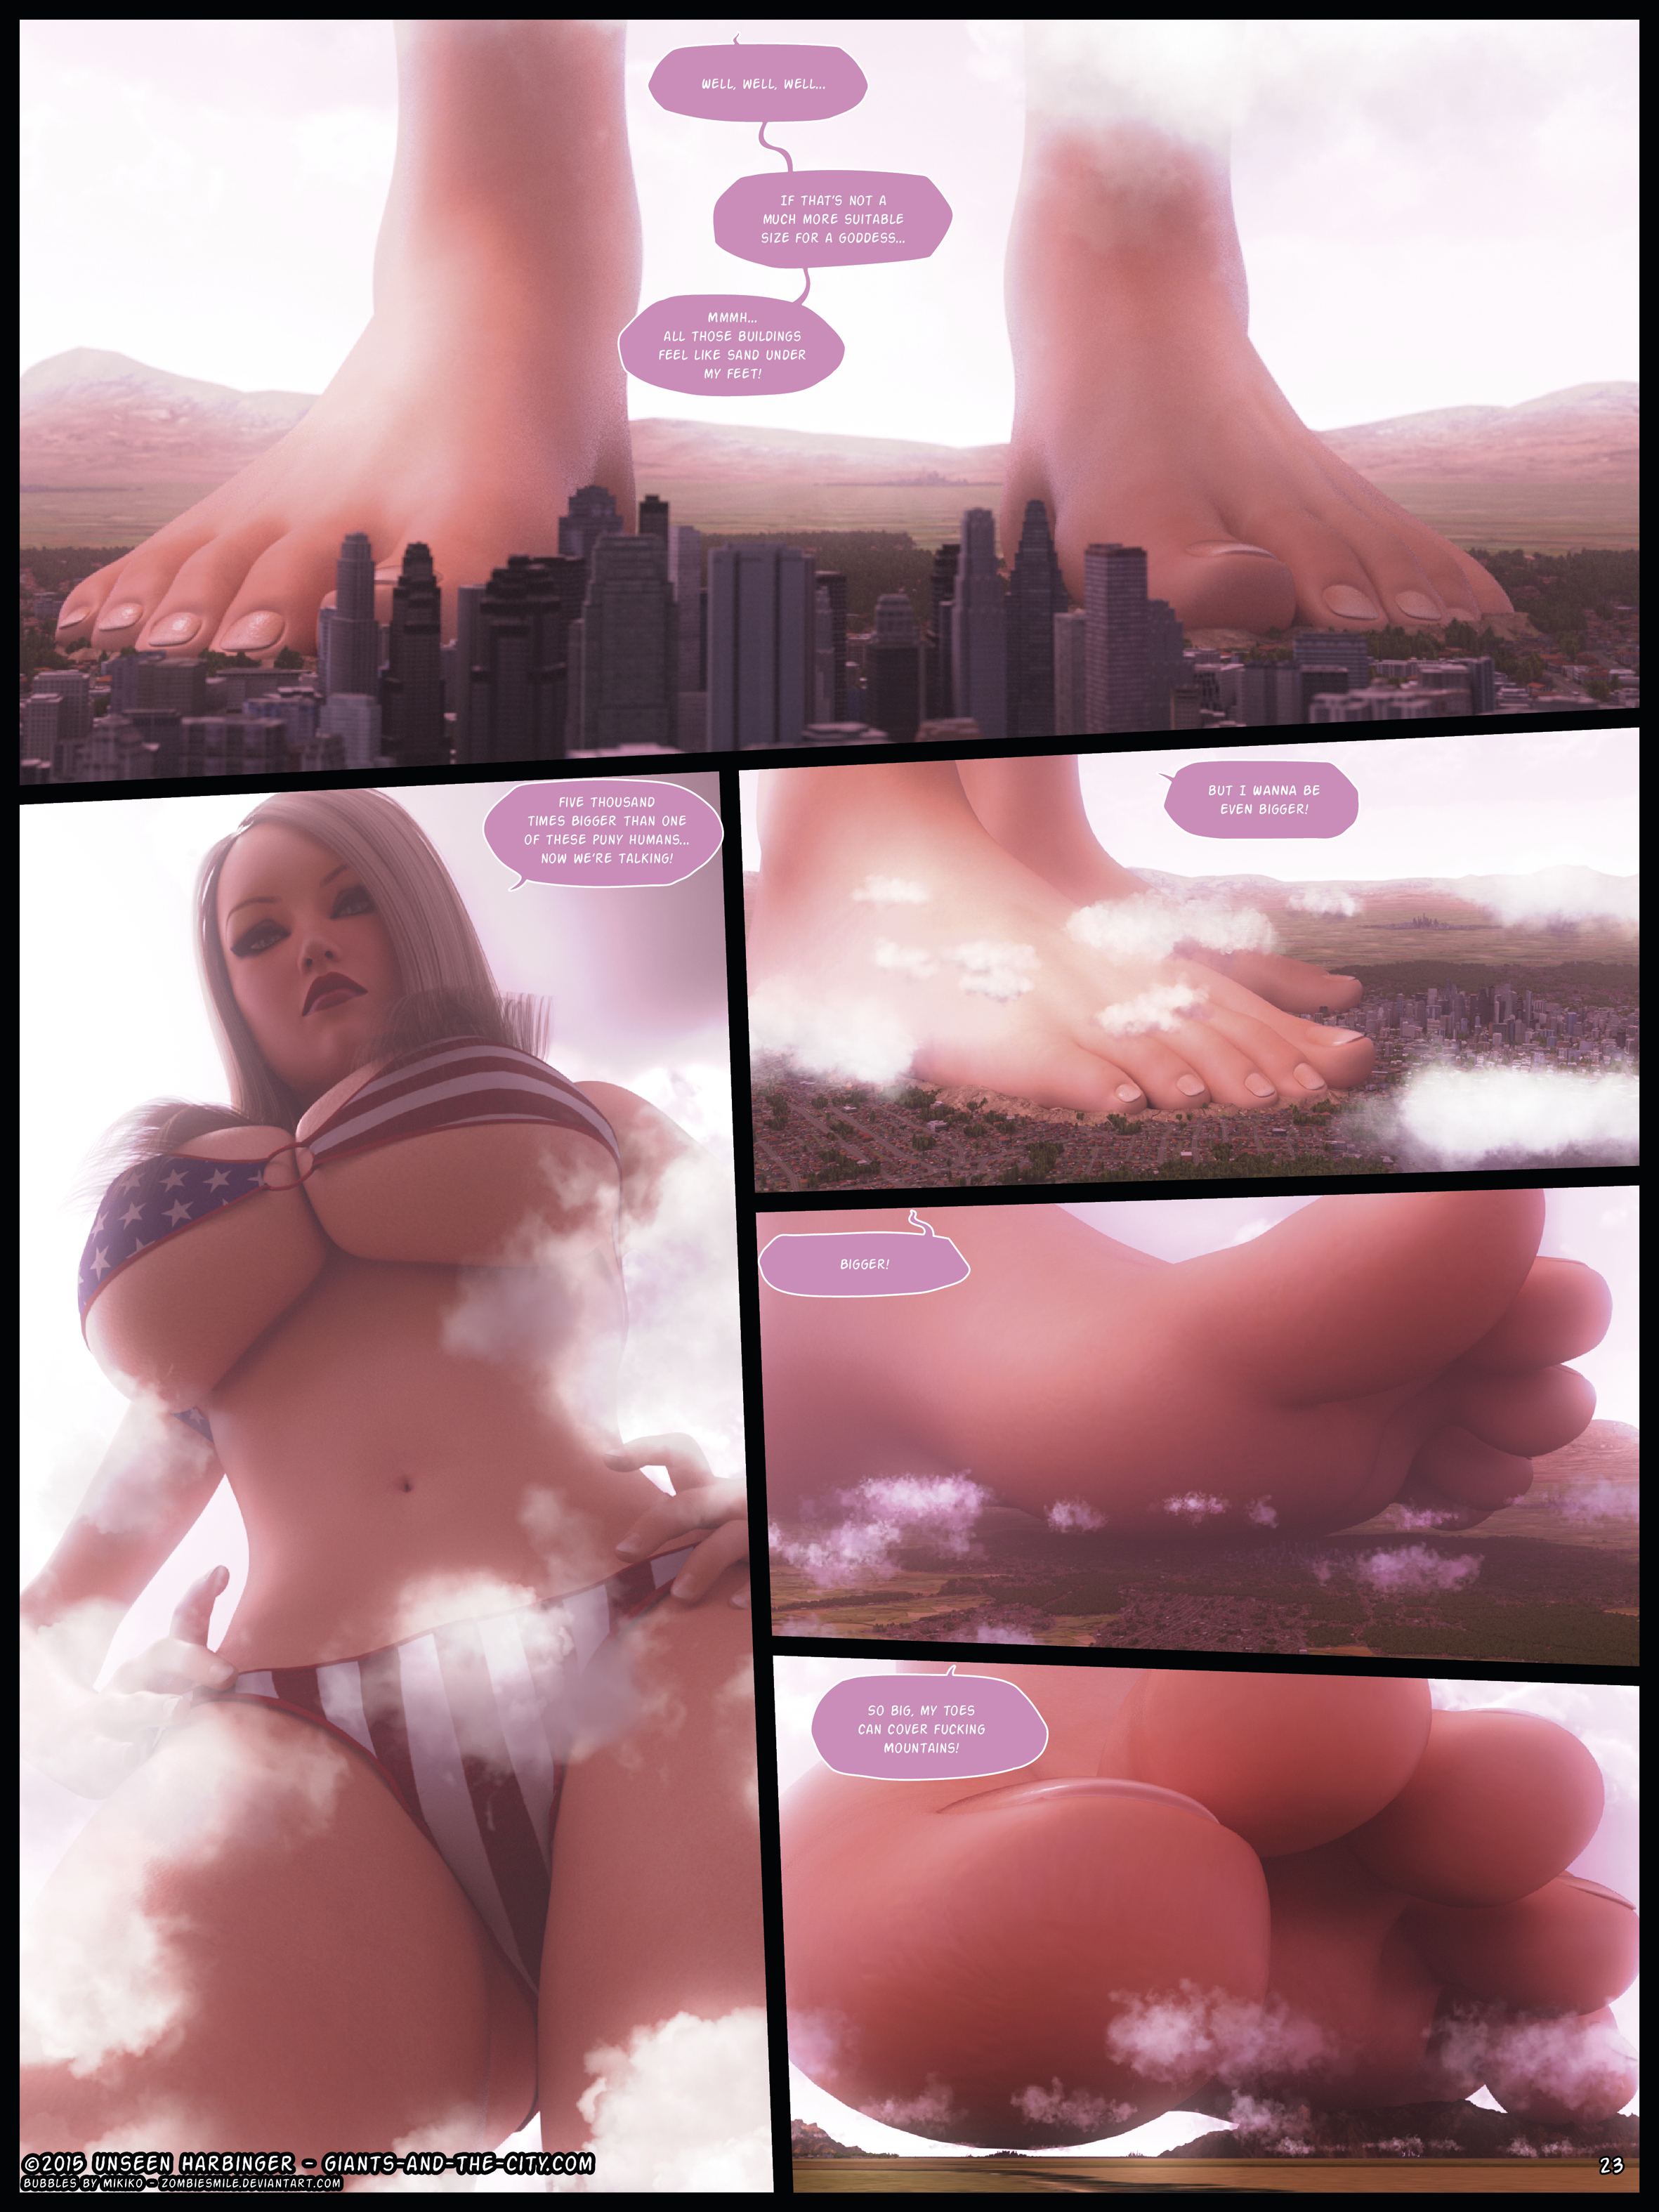 WELL, WELL, WELL...
IF THAT'S NOT A
MUCH MORE SUITABLE
SIZE FOR A GODDESS...
MMMH...
ALL THOSE BUILDINGS
FEEL LIKE SAND UNDER
MY FEET!
FIVE THOUSAND
TIMES BIGGER THAN ONE
OF THESE PUNY HUMANS...
NOW WE'RE TALKING!
BUT I WANNA BE
EVEN BIGGER!
BIGGER!
SO BIG, MY TOES
CAN COVER FUCKING
MOUNTAINS!
©2015 UNSEEN HARBINGER - GIANTS-AND-THE-CITY.COM
BUBBLES BY MIKIKO - ZOMBIESMILE.DEVIANTART.COM
23